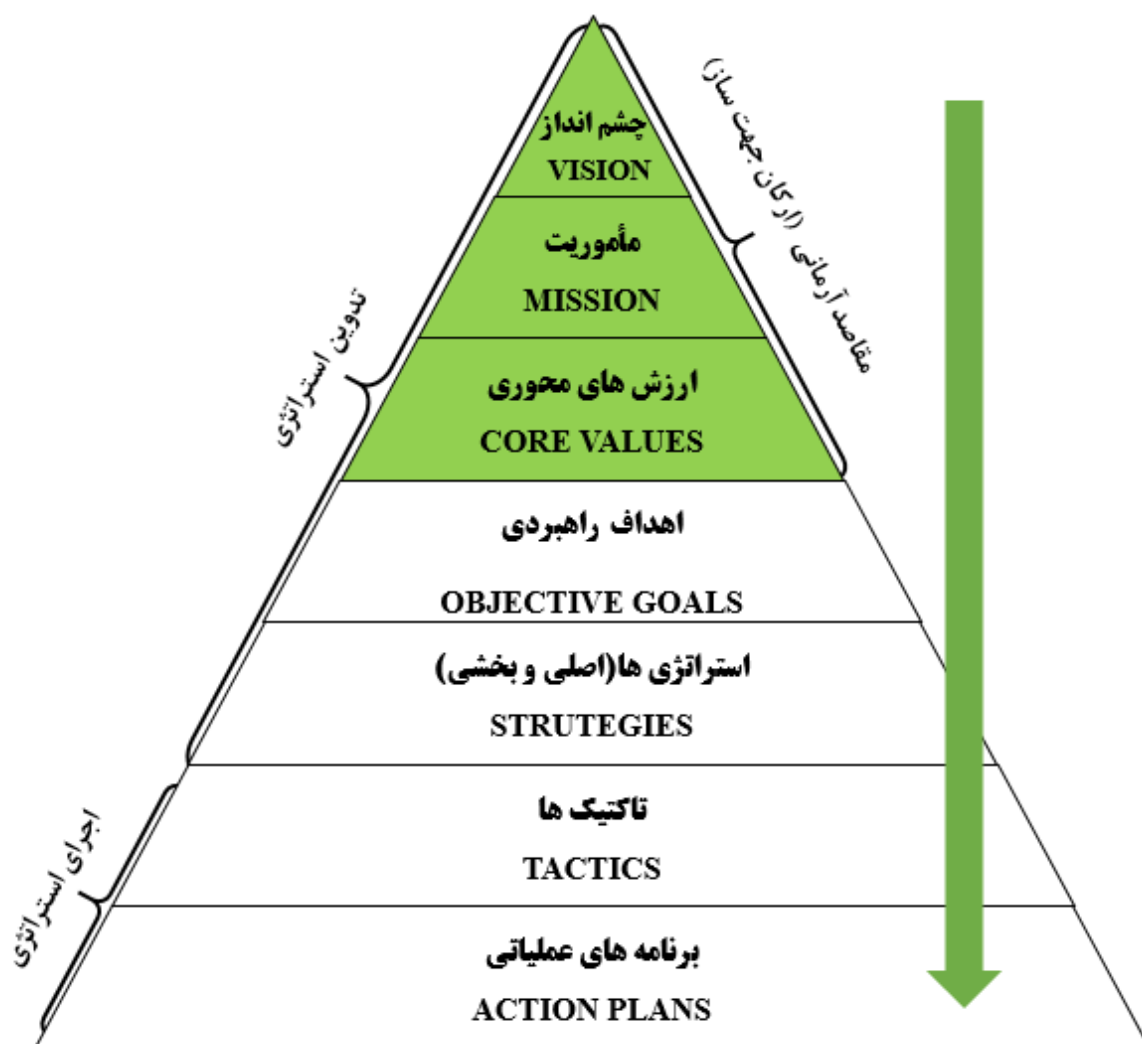 چشم انداز
VISION
مأموریت
MISSION
ارزش های محوری
CORE VALUES
اهداف راهبردی
OBJECTIVE GOALS
استراتژی ها(اصلی و بخشی)
STRUTEGIES
تاکتیک ها
TACTICS
برنامه های عملیاتی
ACTION PLANS
مقاصد آرمانی (ارکان جهت ساز)
تدوین استراتژی
اجرای استراتژی